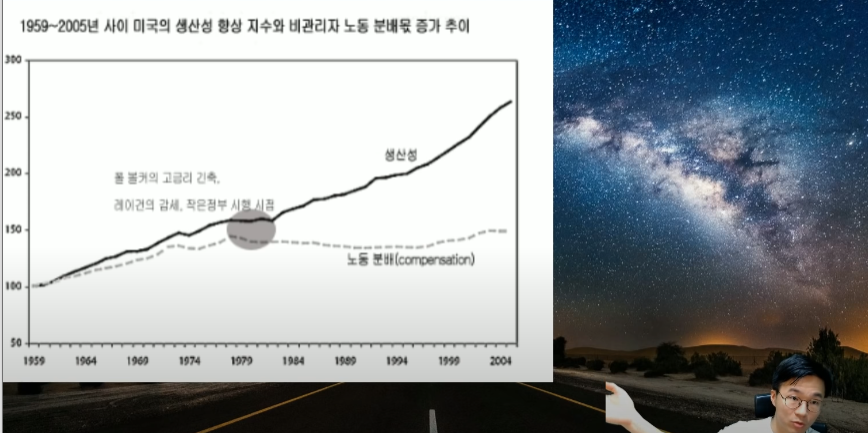 1959~2005년 사이 미국의 생산성 향상 지수와 비관리자 노동 분배몫 증가 추이
300
250
200
150
100
50
생산성
폴 볼커의 고금리 긴축,
레이건의 감세, 작은정부 시행 시점
노동 분배(compensation)
1959 1964 1969 1974 1979 1984 1989 1994 1999 2004